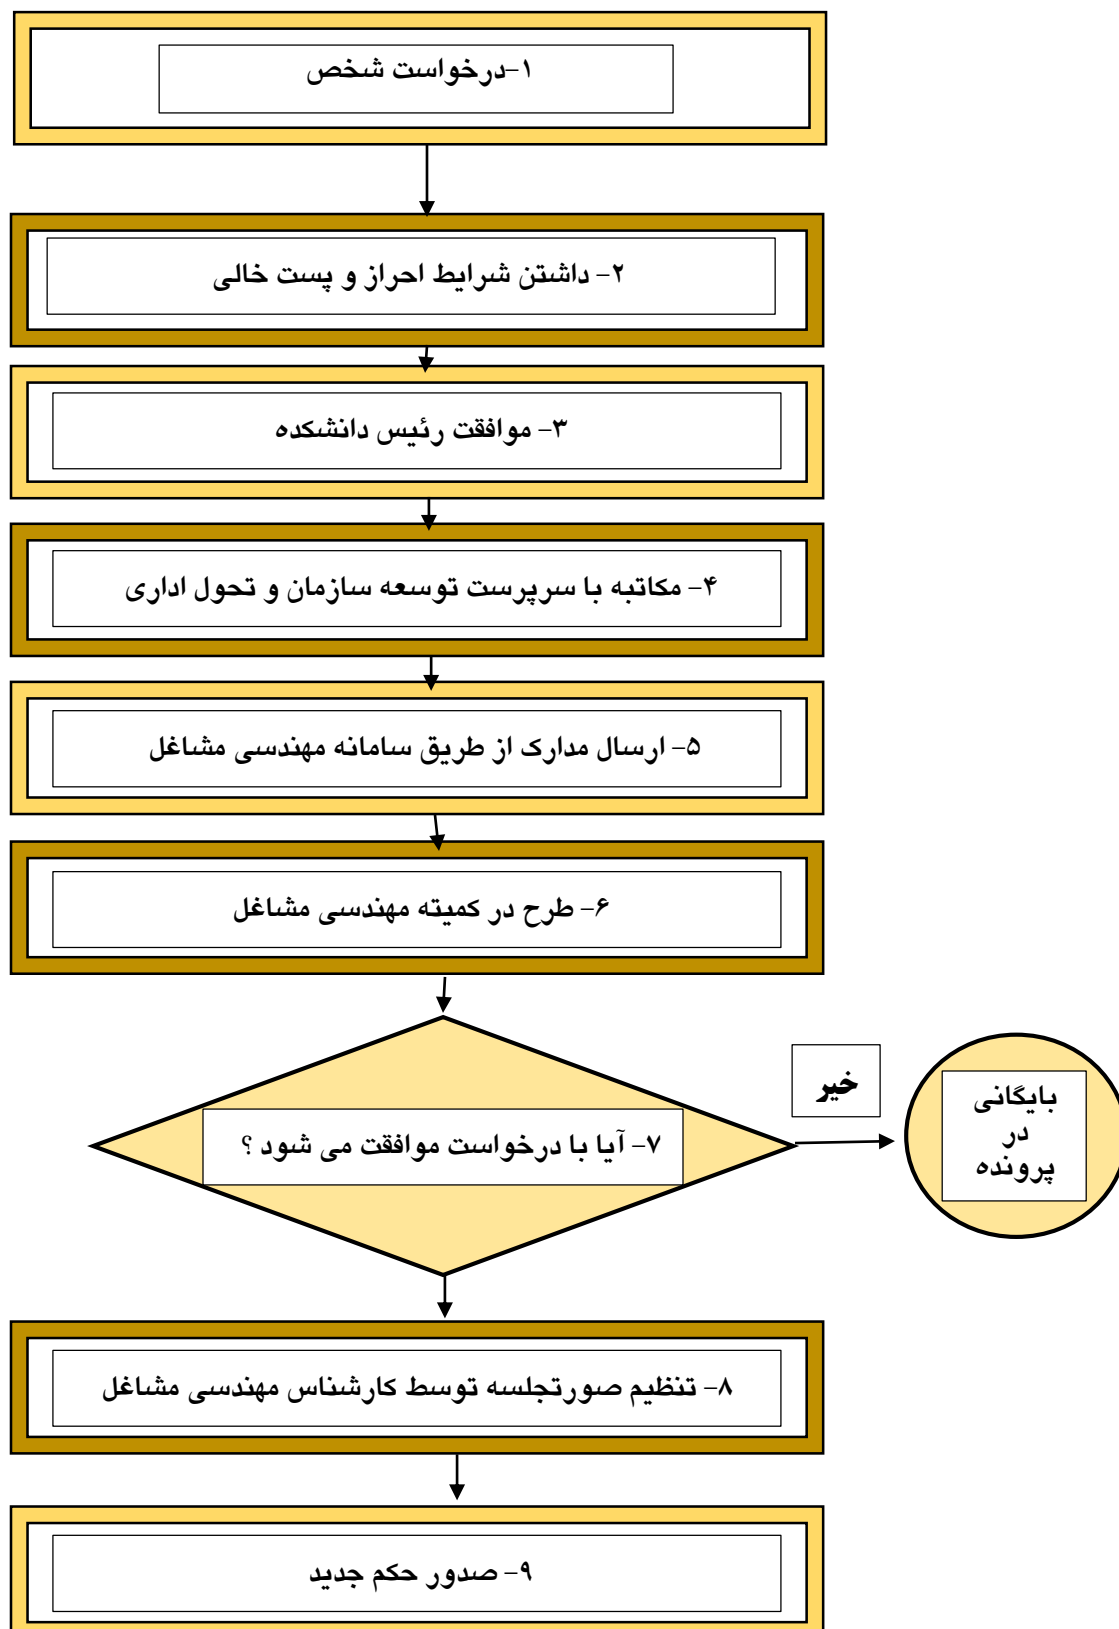 ۱-درخواست شخص
۲- داشتن شرایط احراز و پست خالی
۳- موافقت رئیس دانشکده
۴- مکاتبه با سرپرست توسعه سازمان و تحول اداری
۵- ارسال مدارک از طریق سامانه مهندسی مشاغل
۶- طرح در کمیته مهندسی مشاغل
۷- آیا با درخواست موافقت می شود ؟
خیر
بایگانی
در
پرونده
۸- تنظیم صورتجلسه توسط کارشناس مهندسی مشاغل
۹- صدور حکم جدید